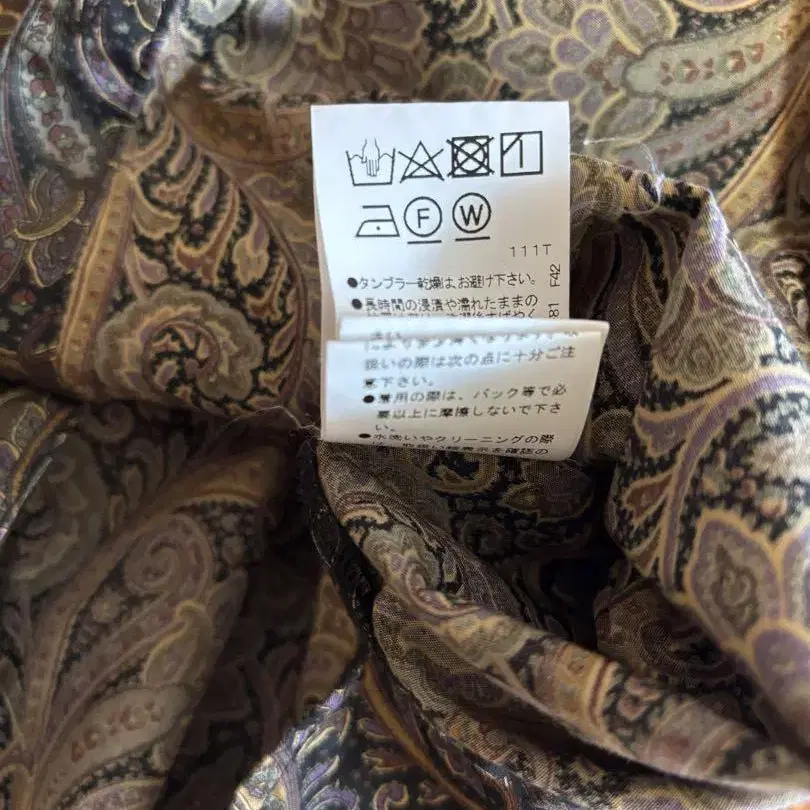 F
W
111T
●タンブラー乾燥は、お避け下さい。
●長時間の浸漬や濡れたままの
F42
81
扱いの際は次の点に十分ご注
意下さい。
●着用の際は、バック等で必
要以上に摩擦しないで下さ
い。
●水洗いやクリーニングの際